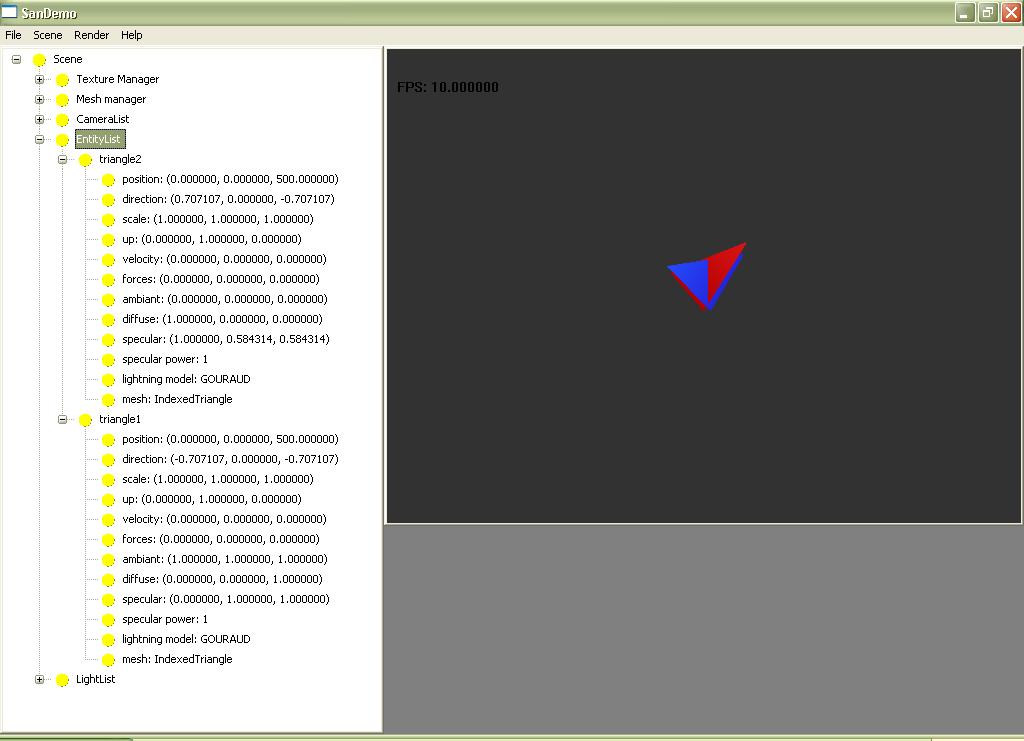 SanDemo
File Scene Render Help
Scene
Texture Manager
Mesh manager
CameraList
EntityList
triangle2
position: (0.000000, 0.000000, 500.000000)
direction: (0.707107, 0.000000, -0.707107)
scale: (1.000000, 1.000000, 1.000000)
up: (0.000000, 1.000000, 0.000000)
velocity: (0.000000, 0.000000, 0.000000)
forces: (0.000000, 0.000000, 0.000000)
ambiant: (0.000000, 0.000000, 0.000000)
diffuse: (1.000000, 0.000000, 0.000000)
specular: (1.000000, 0.584314, 0.584314)
specular power: 1
lightning model: GOURAUD
mesh: IndexedTriangle
triangle1
position: (0.000000, 0.000000, 500.000000)
direction: (-0.707107, 0.000000, -0.707107)
scale: (1.000000, 1.000000, 1.000000)
up: (0.000000, 1.000000, 0.000000)
velocity: (0.000000, 0.000000, 0.000000)
forces: (0.000000, 0.000000, 0.000000)
ambiant: (1.000000, 1.000000, 1.000000)
diffuse: (0.000000, 0.000000, 1.000000)
specular: (0.000000, 1.000000, 1.000000)
specular power: 1
lightning model: GOURAUD
mesh: IndexedTriangle
LightList
FPS: 10.000000